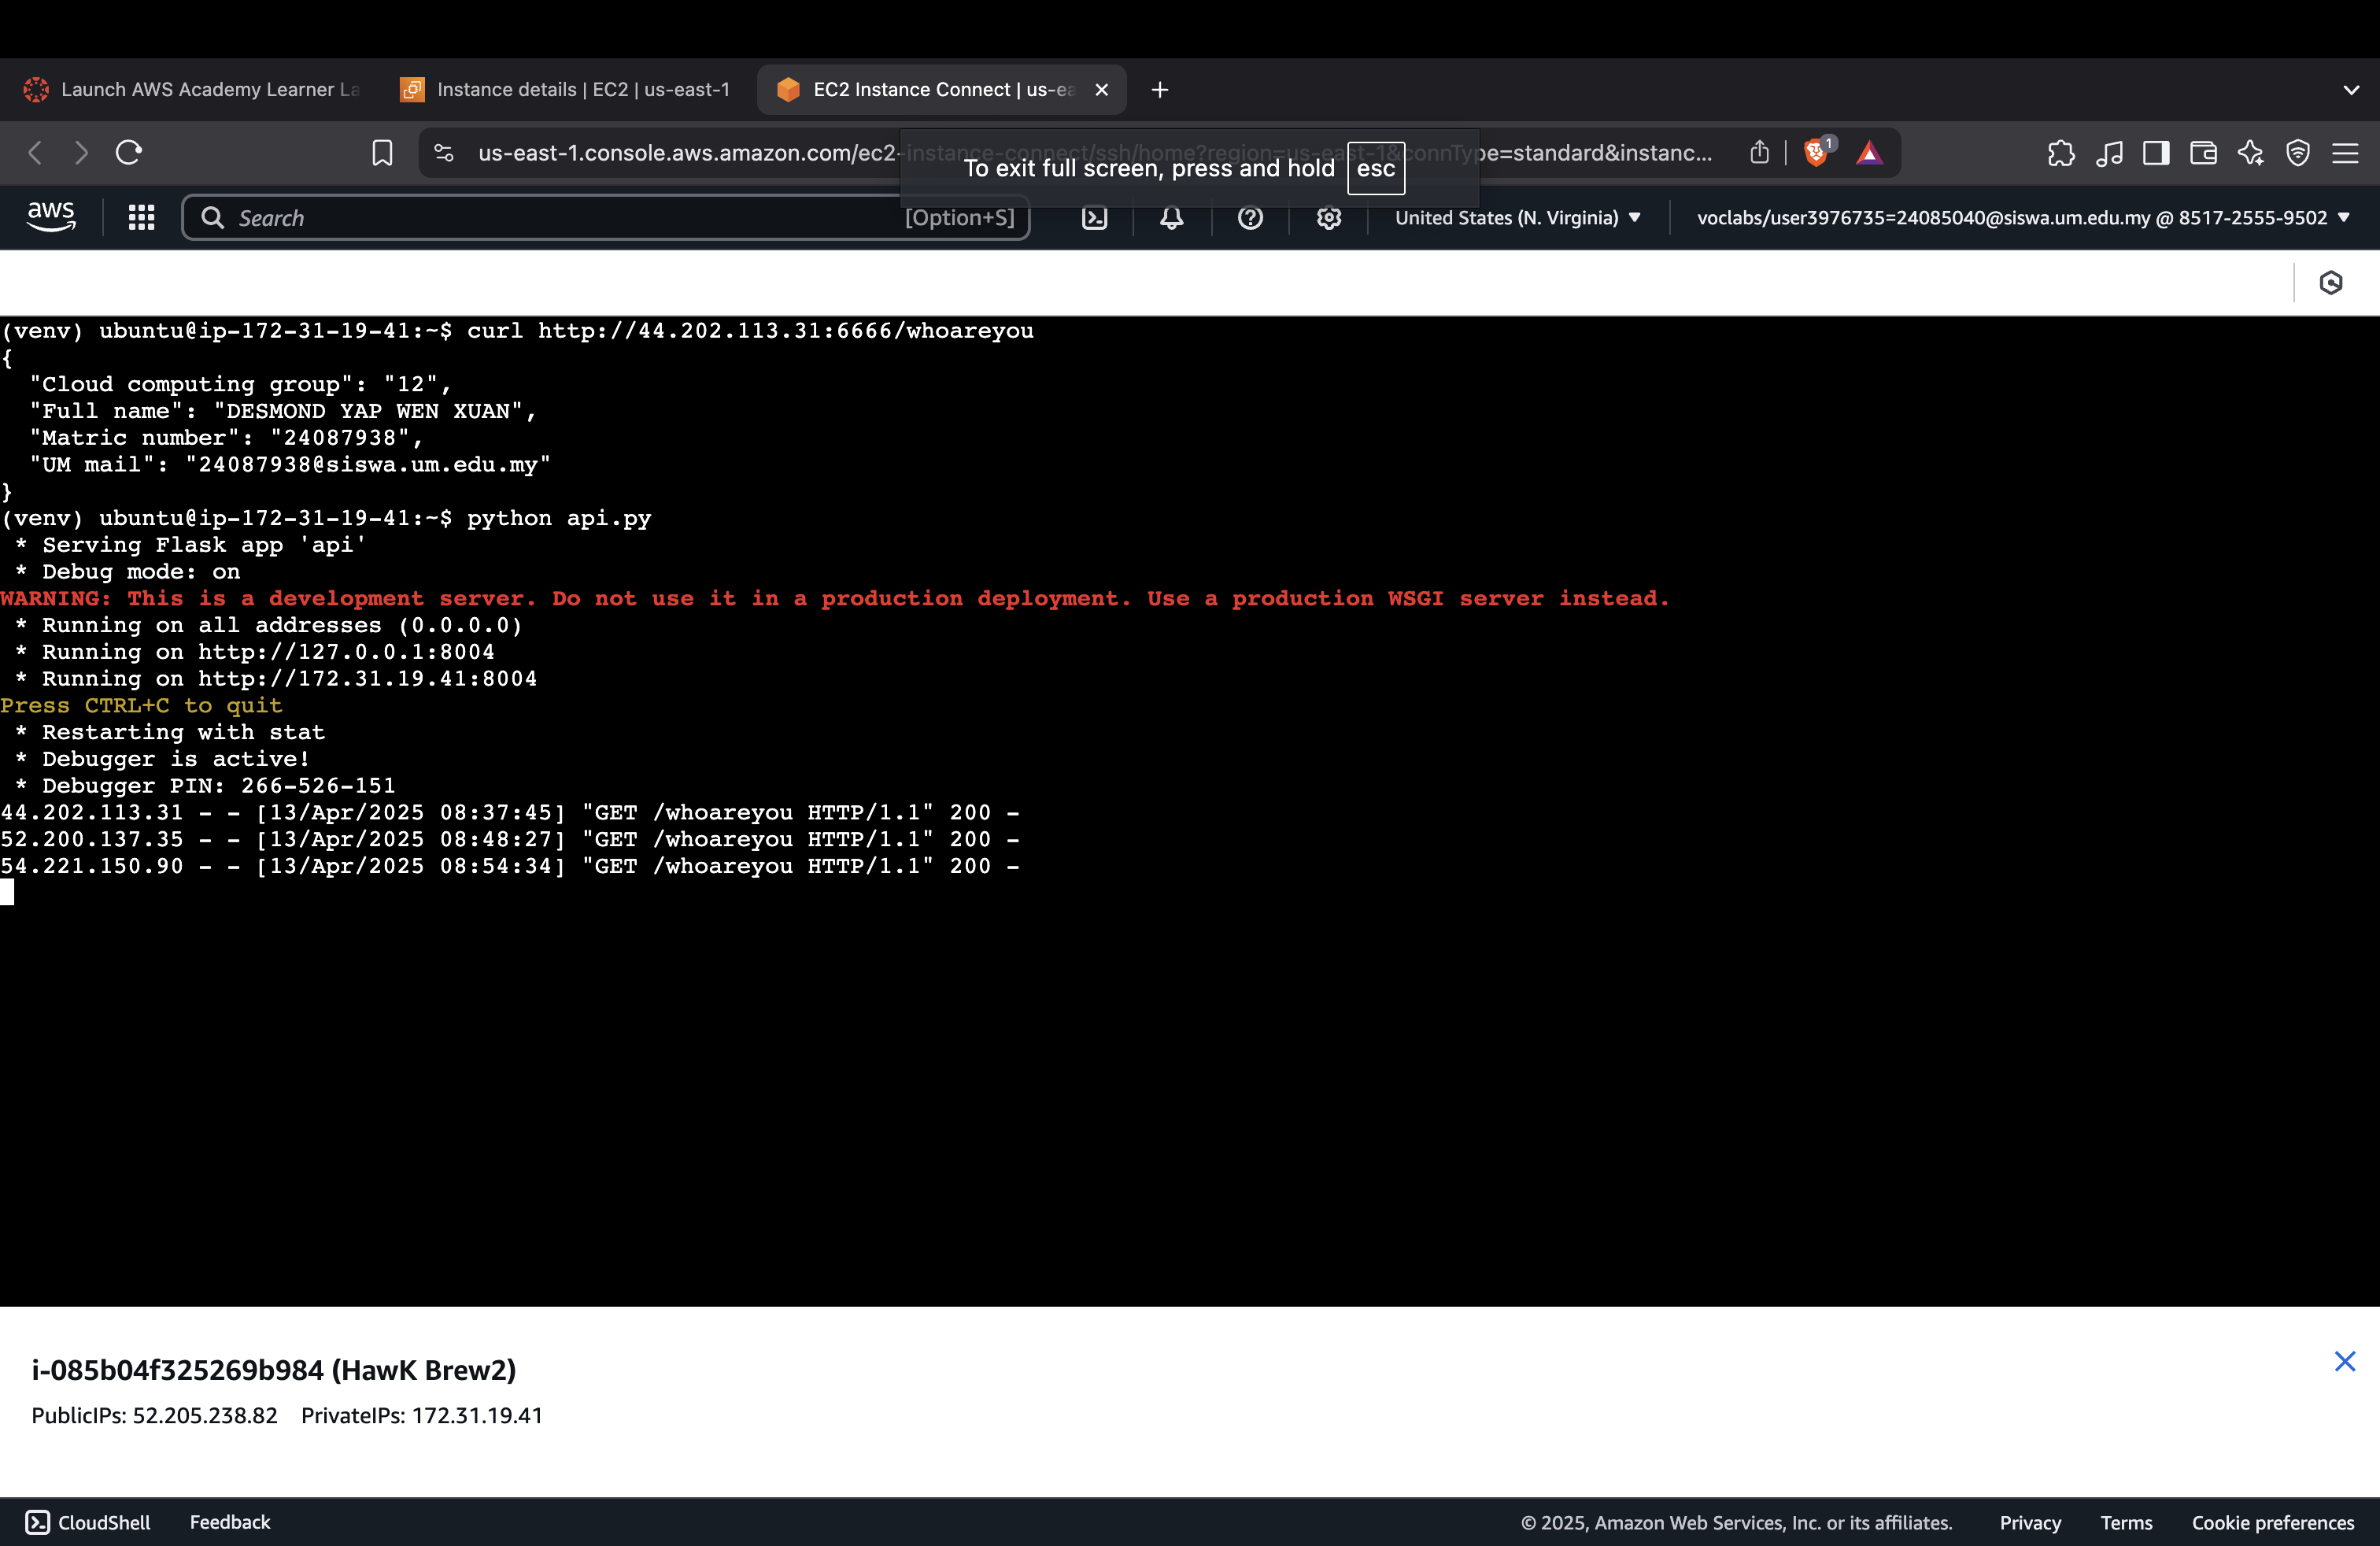 Launch AWS Academy Learner La
Instance details | EC2 | us-east-1
EC2 Instance Connect | us-ea
us-east-1.console.aws.amazon.com/ec2-instance-connect/ssh/home?region=us-east-1&connType=standard&instanc...
1
To exit full screen, press and hold esc
aws
Search
[Option+S]
United States (N. Virginia)
voclabs/user3976735=24085040@siswa.um.edu.my @ 8517-2555-9502
(venv) ubuntu@ip-172-31-19-41:~$ curl http://44.202.113.31:6666/whoareyou
{
  "Cloud computing group": "12",
  "Full name": "DESMOND YAP WEN XUAN",
  "Matric number": "24087938",
  "UM mail": "24087938@siswa.um.edu.my"
}
(venv) ubuntu@ip-172-31-19-41:~$ python api.py
 * Serving Flask app 'api'
 * Debug mode: on
WARNING: This is a development server. Do not use it in a production deployment. Use a production WSGI server instead.
 * Running on all addresses (0.0.0.0)
 * Running on http://127.0.0.1:8004
 * Running on http://172.31.19.41:8004
Press CTRL+C to quit
 * Restarting with stat
 * Debugger is active!
 * Debugger PIN: 266-526-151
44.202.113.31 - - [13/Apr/2025 08:37:45] "GET /whoareyou HTTP/1.1" 200 -
52.200.137.35 - - [13/Apr/2025 08:48:27] "GET /whoareyou HTTP/1.1" 200 -
54.221.150.90 - - [13/Apr/2025 08:54:34] "GET /whoareyou HTTP/1.1" 200 -
i-085b04f325269b984 (HawK Brew2)
PublicIPs: 52.205.238.82 PrivateIPs: 172.31.19.41
CloudShell
Feedback
© 2025, Amazon Web Services, Inc. or its affiliates.
Privacy
Terms
Cookie preferences